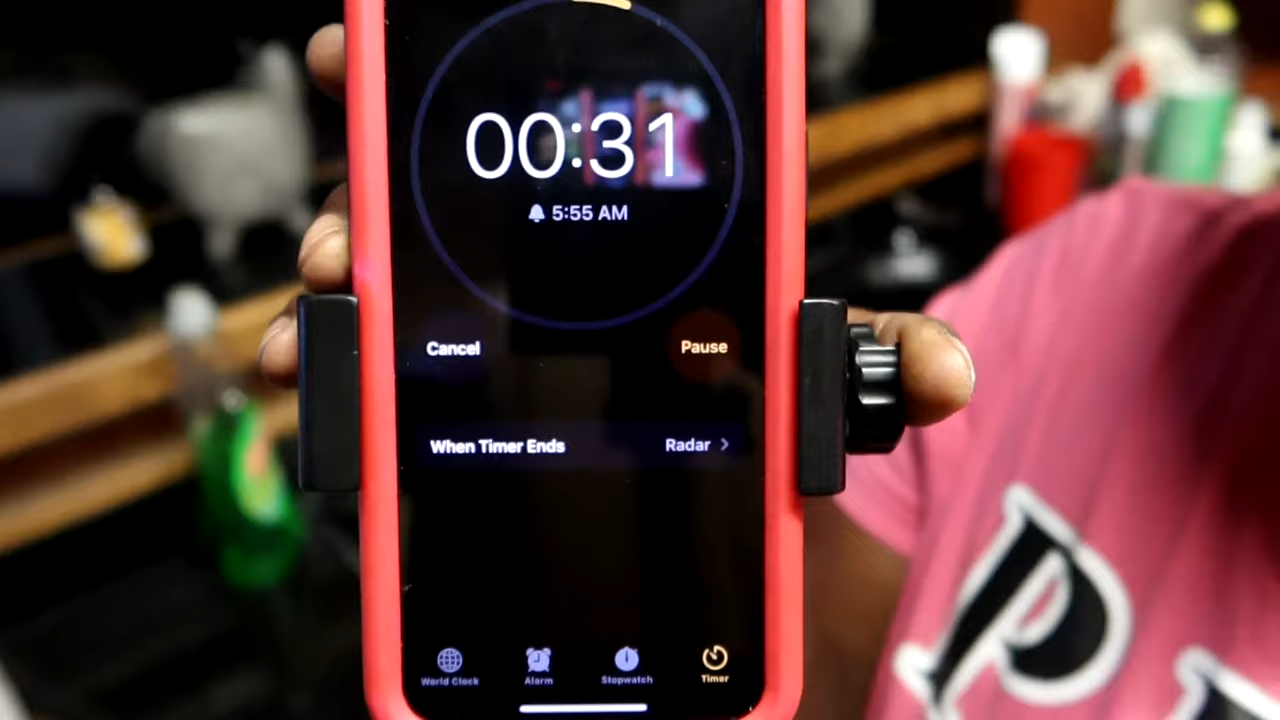 00:31
5:55 AM
Cancel Pause
When Timer Ends Radar
World Clock Alarm Stopwatch Timer
P